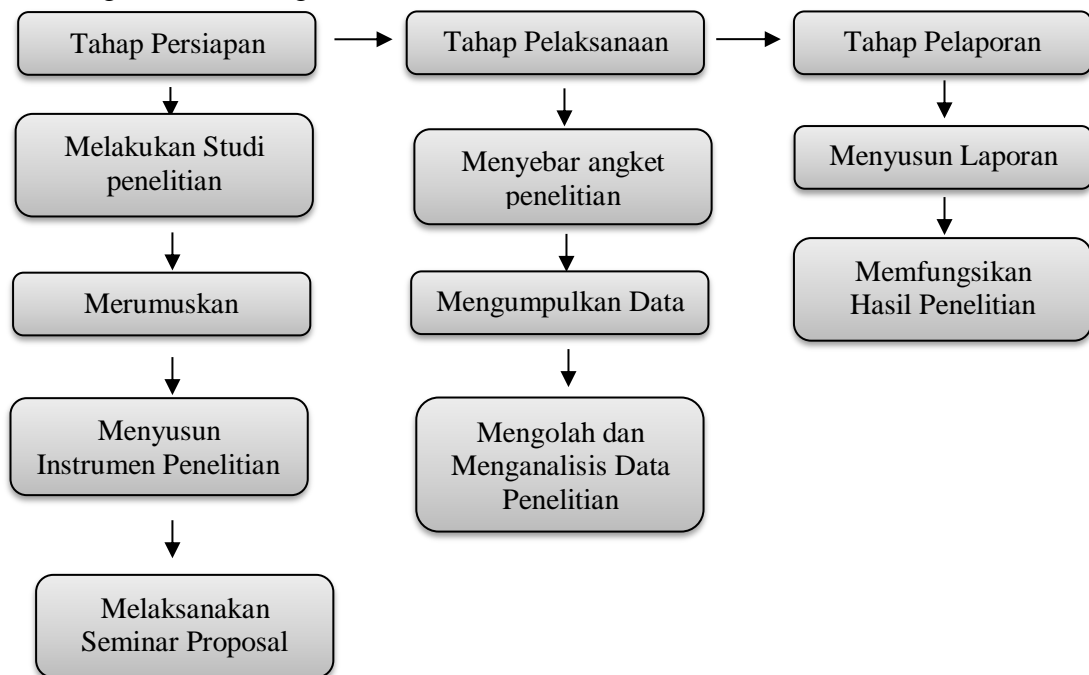 Tahap Persiapan
Tahap Pelaksanaan
Tahap Pelaporan
Melakukan Studi
penelitian
Merumuskan
Menyusun
Instrumen Penelitian
Melaksanakan
Seminar Proposal
Menyebar angket
penelitian
Mengumpulkan Data
Mengolah dan
Menganalisis Data
Penelitian
Menyusun Laporan
Memfungsikan
Hasil Penelitian